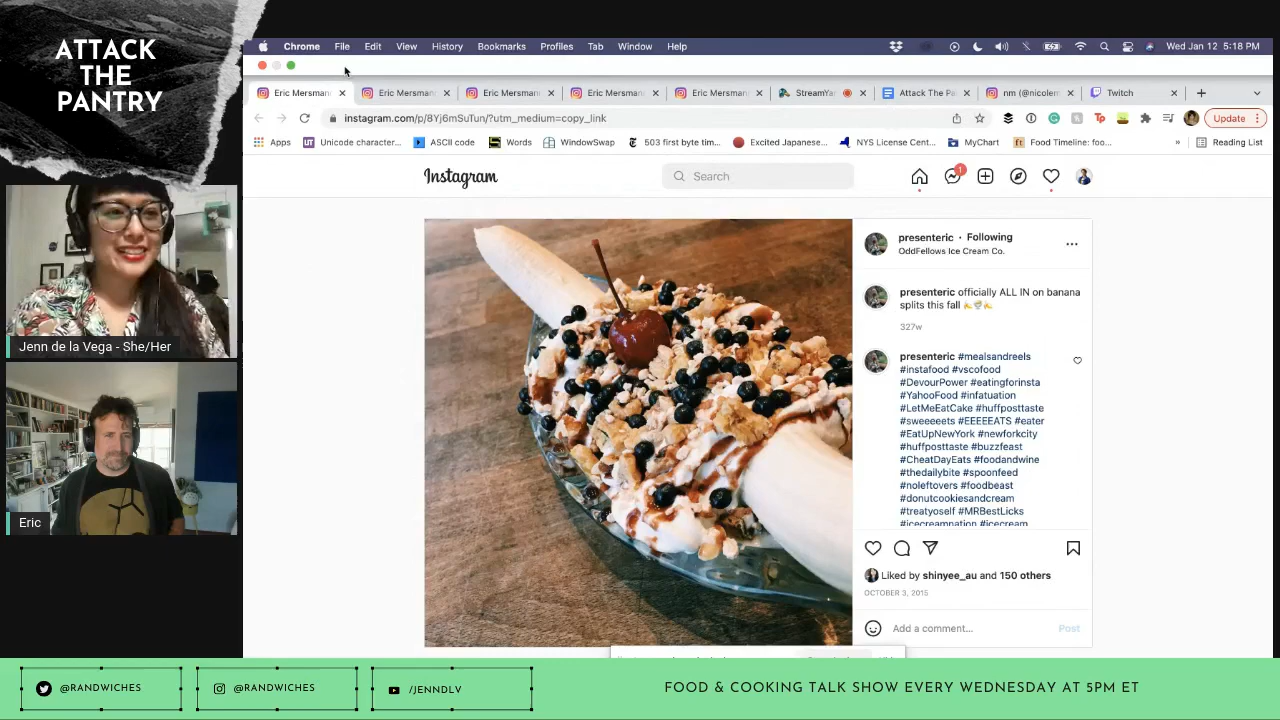 ATTACK
THE
PANTRY
Jenn de la Vega - She/Her
Eric
Chrome File Edit View History Bookmarks Profiles Tab Window Help Wed Jan 12 5:18 PM
Eric Mersman Eric Mersman Eric Mersman Eric Mersman Eric Mersman StreamYa Attack The Pa nm (@nicolem Twitch
instagram.com/p/8Yj6mSuTun/?utm_medium=copy_link Update
Apps Unicode character... ASCII code Words WindowSwap 503 first byte tim... Excited Japanese... NYS License Cent... MyChart Food Timeline: foo... » Reading List
Instagram Search 1
presenteric · Following
OddFellows Ice Cream Co.
presenteric officially ALL IN on banana
splits this fall
327w
presenteric #mealsandreels
#instafood #vscofood
#DevourPower #eatingforinsta
#YahooFood #infatuation
#LetMeEatCake #huffposttaste
#sweeeeets #EEEEEATS #eater
#EatUpNewYork #newforkcity
#huffposttaste #buzzfeast
#CheatDayEats #foodandwine
#thedailybite #spoonfeed
#noleftovers #foodbeast
#donutcookiesandcream
#treatyoself #MRBestLicks
#icecreamnation #icecream
Liked by shinyee_au and 150 others
OCTOBER 3, 2015
Add a comment... Post
@RANDWICHES @RANDWICHES /JENNDLV
FOOD & COOKING TALK SHOW EVERY WEDNESDAY AT 5PM ET